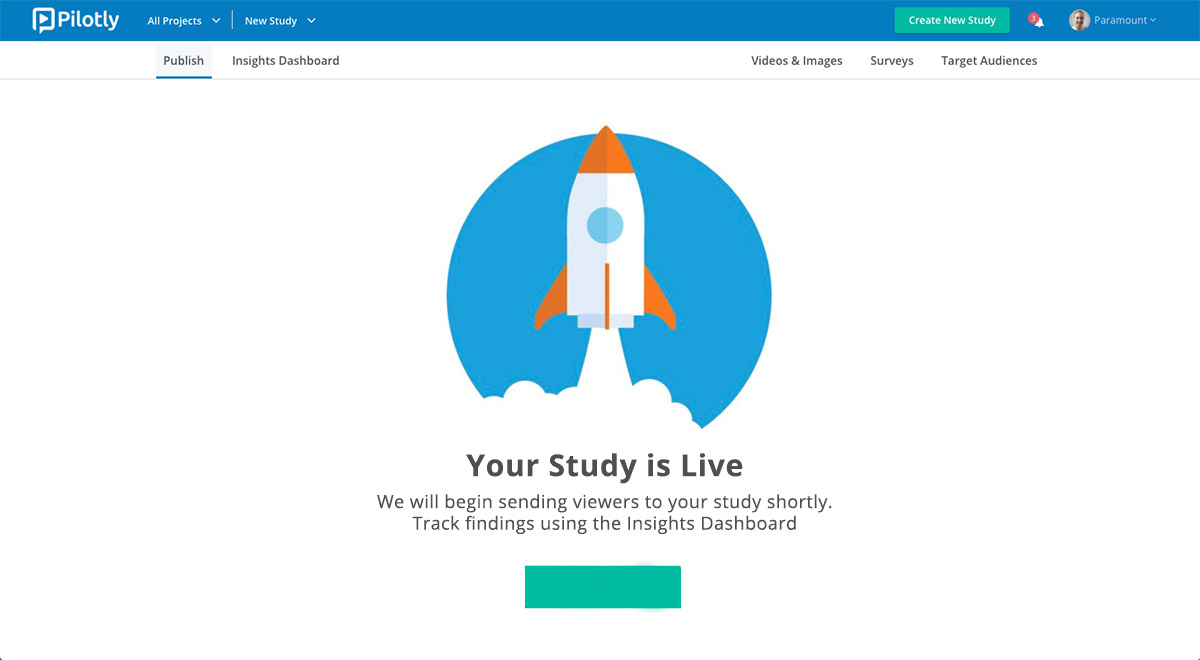 Pilotly
All Projects
New Study
Create New Study
3
Paramount
Publish
Insights Dashboard
Videos & Images
Surveys
Target Audiences
Your Study is Live
We will begin sending viewers to your study shortly.
Track findings using the Insights Dashboard